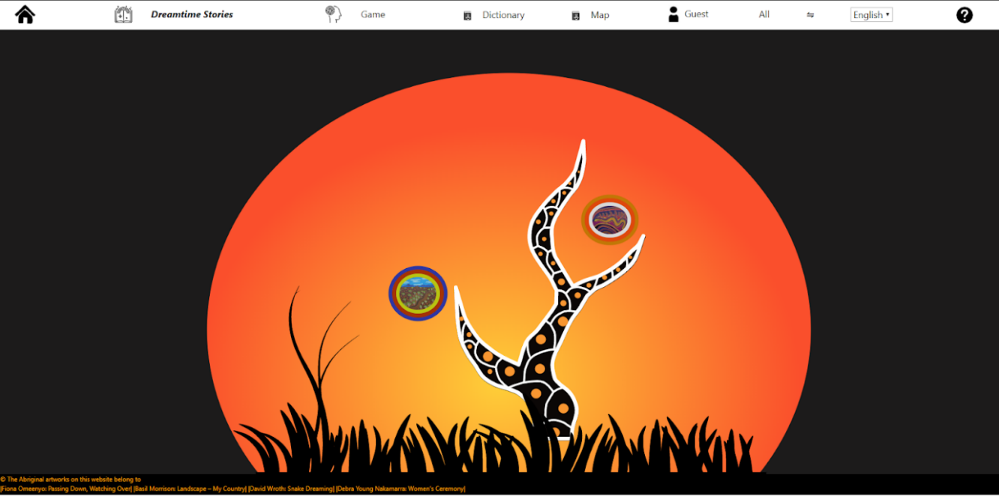 Dreamtime Stories Game Dictionary Map Guest All ⇋ English ▾ ?
© The Abriginal artworks on this website belong to
|Fiona Omeenyo: Passing Down, Watching Over| |Basil Morrison: Landscape – My Country| |David Wroth: Snake Dreaming| |Debra Young Nakamarra: Women's Ceremony|